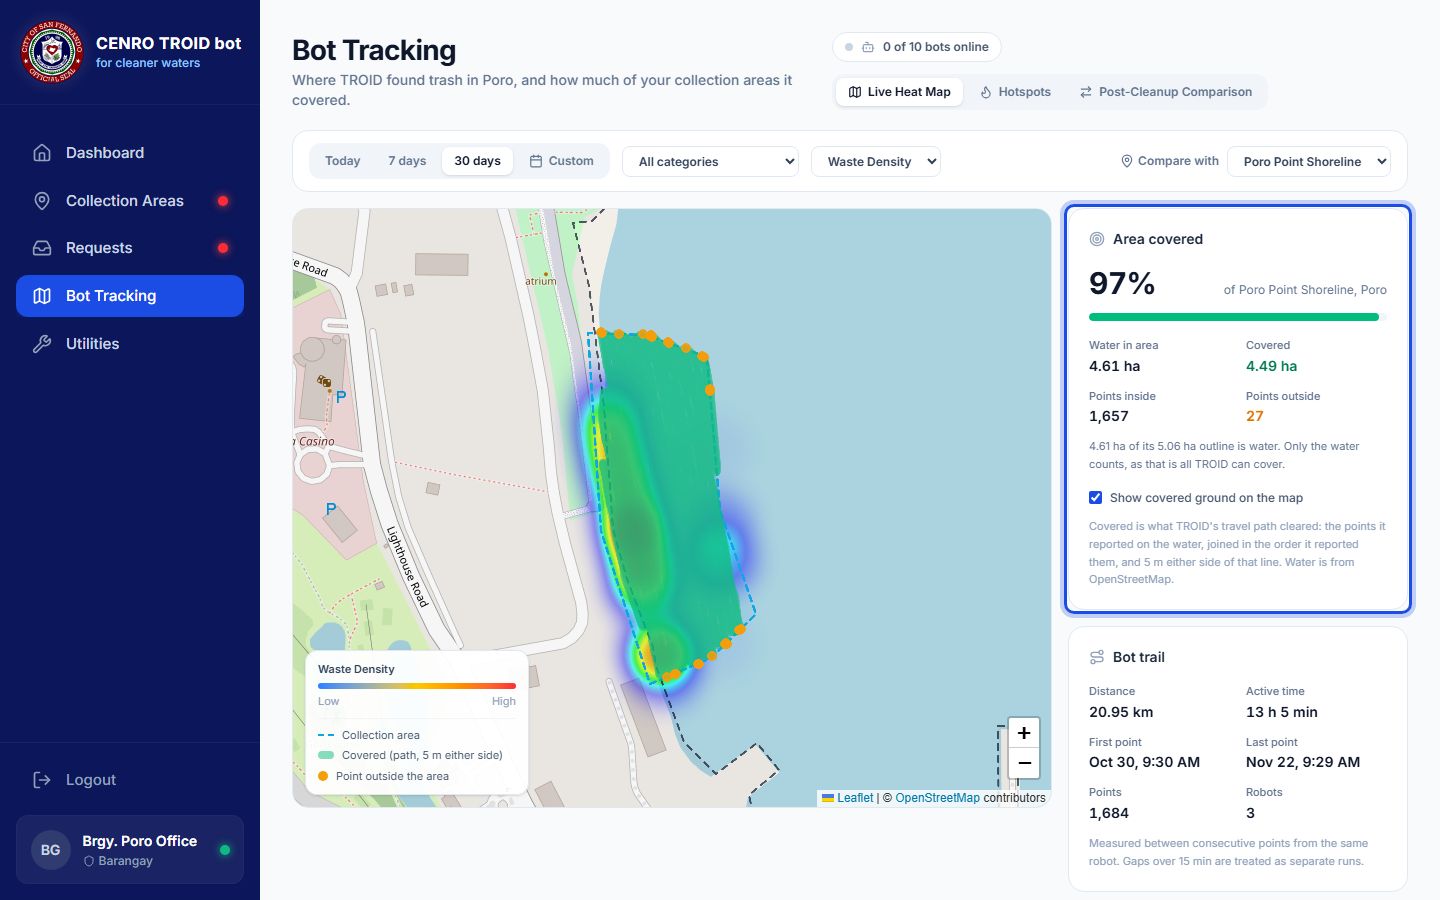 CITY OF SAN FERNANDO
OFFICIAL SEAL
CENRO TROID bot
for cleaner waters
Dashboard
Collection Areas
Requests
Bot Tracking
Utilities
Logout
BG
Brgy. Poro Office
Barangay
Bot Tracking
Where TROID found trash in Poro, and how much of your collection areas it
covered.
0 of 10 bots online
Live Heat Map
Hotspots
Post-Cleanup Comparison
Today
7 days
30 days
Custom
All categories
Waste Density
Compare with
Poro Point Shoreline
e Road
atrium
P
a Casino
P
Lighthouse Road
Waste Density
Low
High
Collection area
Covered (path, 5 m either side)
Point outside the area
+
−
Leaflet | © OpenStreetMap contributors
Area covered
97%
of Poro Point Shoreline, Poro
Water in area
Covered
4.61 ha
4.49 ha
Points inside
Points outside
1,657
27
4.61 ha of its 5.06 ha outline is water. Only the water
counts, as that is all TROID can cover.
Show covered ground on the map
Covered is what TROID's travel path cleared: the points it
reported on the water, joined in the order it reported
them, and 5 m either side of that line. Water is from
OpenStreetMap.
Bot trail
Distance
Active time
20.95 km
13 h 5 min
First point
Last point
Oct 30, 9:30 AM
Nov 22, 9:29 AM
Points
Robots
1,684
3
Measured between consecutive points from the same
robot. Gaps over 15 min are treated as separate runs.